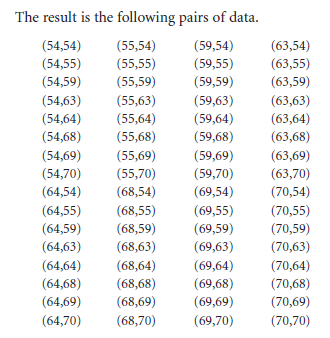 The result is the following pairs of data.
(54,54) (55,54) (59,54) (63,54)
(54,55) (55,55) (59,55) (63,55)
(54,59) (55,59) (59,59) (63,59)
(54,63) (55,63) (59,63) (63,63)
(54,64) (55,64) (59,64) (63,64)
(54,68) (55,68) (59,68) (63,68)
(54,69) (55,69) (59,69) (63,69)
(54,70) (55,70) (59,70) (63,70)
(64,54) (68,54) (69,54) (70,54)
(64,55) (68,55) (69,55) (70,55)
(64,59) (68,59) (69,59) (70,59)
(64,63) (68,63) (69,63) (70,63)
(64,64) (68,64) (69,64) (70,64)
(64,68) (68,68) (69,68) (70,68)
(64,69) (68,69) (69,69) (70,69)
(64,70) (68,70) (69,70) (70,70)